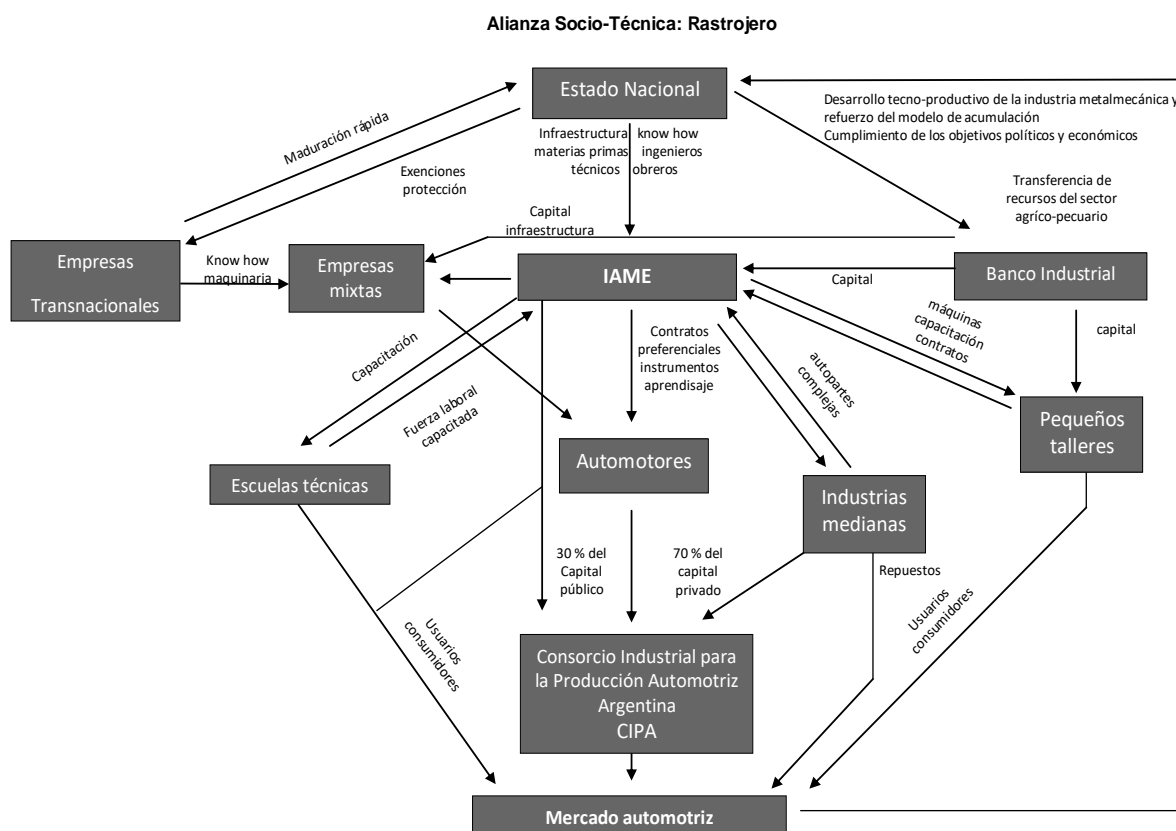 Alianza Socio-Técnica: Rastrojero
Estado Nacional
Desarrollo tecno-productivo de la industria metalmecánica y
refuerzo del modelo de acumulación
Cumplimiento de los objetivos políticos y económicos
Maduración rápida
Exenciones
protección
Infraestructura know how
materias primas ingenieros
técnicos obreros
Transferencia de
recursos del sector
agríco-pecuario
Capital
infraestructura
Empresas
Transnacionales
Know how
maquinaria
Empresas
mixtas
IAME
Capital
Banco Industrial
Capacitación
Fuerza laboral
capacitada
Contratos
preferenciales
instrumentos
aprendisaje
autopartes
complejas
máquinas
capacitación
contratos
capital
Pequeños
talleres
Escuelas técnicas
Automotores
Industrias
medianas
30 % del
Capital
público
70 % del
capital
privado
Repuestos
Usuarios
consumidores
Usuarios
consumidores
Consorcio Industrial para
la Producción Automotriz
Argentina
CIPA
Mercado automotriz